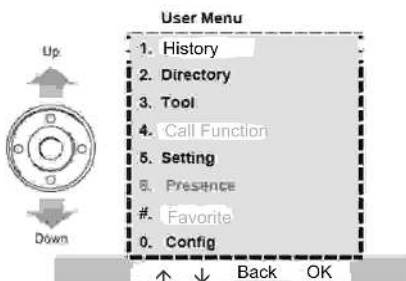 User Menu
Up
1. History
2. Directory
3. Tool
4. Call Function
5. Setting
6. Presence
#. Favorite
0. Config
Down
↑ ↓ Back OK